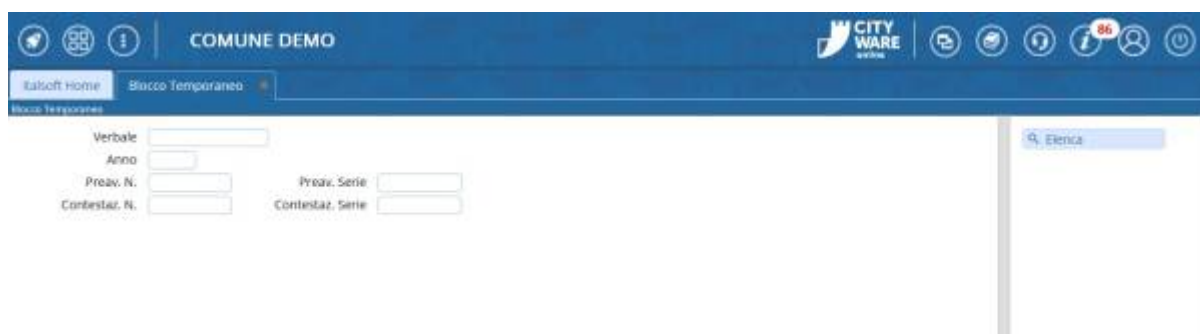 COMUNE DEMO
CITY
WARE
online
86
Italsoft Home
Blocco Temporaneo
Blocco Temporaneo
Verbale
Elenca
Anno
Preav. N.
Preav. Serie
Contestaz. N.
Contestaz. Serie